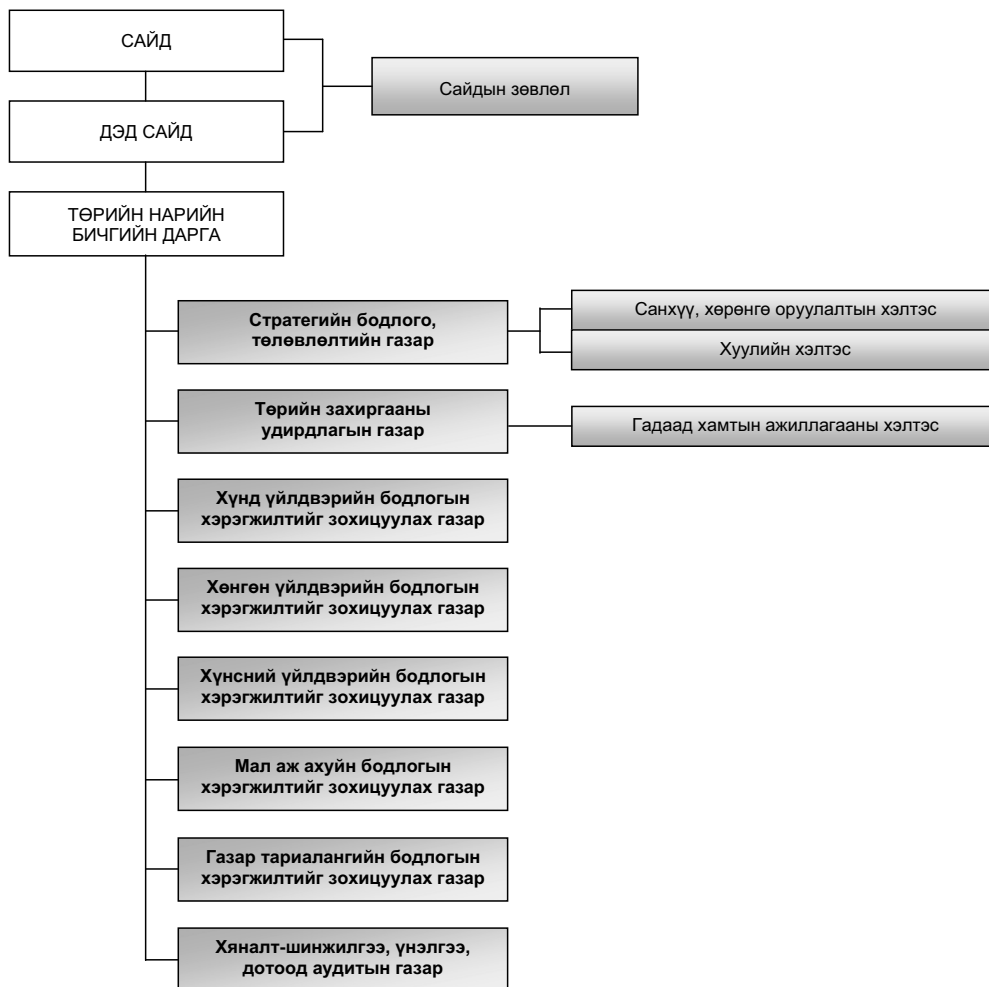 САЙД
Сайдын зөвлөл
ДЭД САЙД
ТӨРИЙН НАРИЙН
БИЧГИЙН ДАРГА
Стратегийн бодлого,
төлөвлөлтийн газар
Санхүү, хөрөнгө оруулалтын хэлтэс
Хуулийн хэлтэс
Төрийн захиргааны
удирдлагын газар
Гадаад хамтын ажиллагааны хэлтэс
Хүнд үйлдвэрийн бодлогын
хэрэгжилтийг зохицуулах газар
Хөнгөн үйлдвэрийн бодлогын
хэрэгжилтийг зохицуулах газар
Хүнсний үйлдвэрийн бодлогын
хэрэгжилтийг зохицуулах газар
Мал аж ахуйн бодлогын
хэрэгжилтийг зохицуулах газар
Газар тариалангийн бодлогын
хэрэгжилтийг зохицуулах газар
Хяналт-шинжилгээ, үнэлгээ,
дотоод аудитын газар